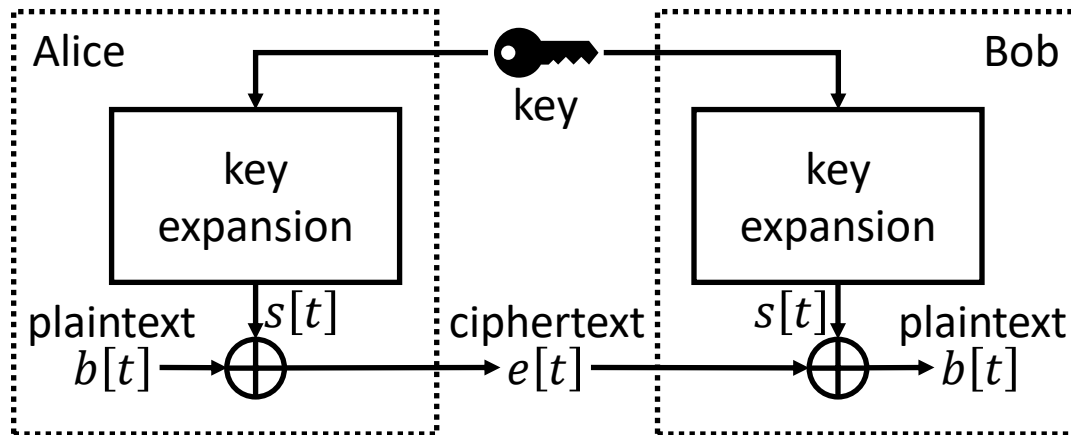 Alice
Bob
key
key
expansion
key
expansion
s[t]
s[t]
plaintext
ciphertext
plaintext
b[t]
e[t]
b[t]